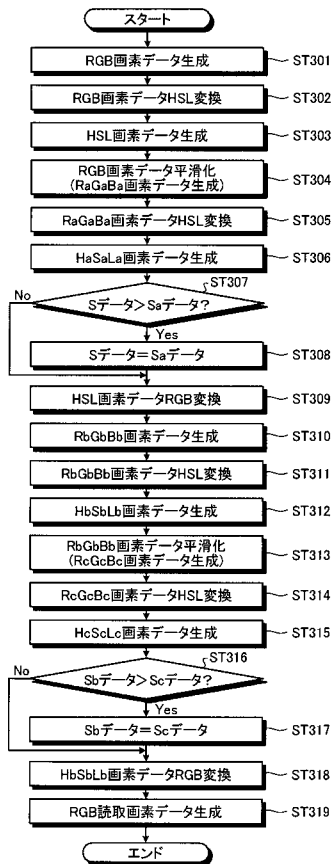 スタート
RGB画素データ生成 ST301
RGB画素データHSL変換 ST302
HSL画素データ生成 ST303
RGB画素データ平滑化
(RaGaBa画素データ生成) ST304
RaGaBa画素データHSL変換 ST305
HaSaLa画素データ生成 ST306
ST307
No
Sデータ>Saデータ?
Yes
Sデータ=Saデータ ST308
HSL画素データRGB変換 ST309
RbGbBb画素データ生成 ST310
RbGbBb画素データHSL変換 ST311
HbSbLb画素データ生成 ST312
RbGbBb画素データ平滑化
(RcGcBc画素データ生成) ST313
RcGcBc画素データHSL変換 ST314
HcScLc画素データ生成 ST315
ST316
No
Sbデータ>Scデータ?
Yes
Sbデータ=Scデータ ST317
HbSbLb画素データRGB変換 ST318
RGB読取画素データ生成 ST319
エンド